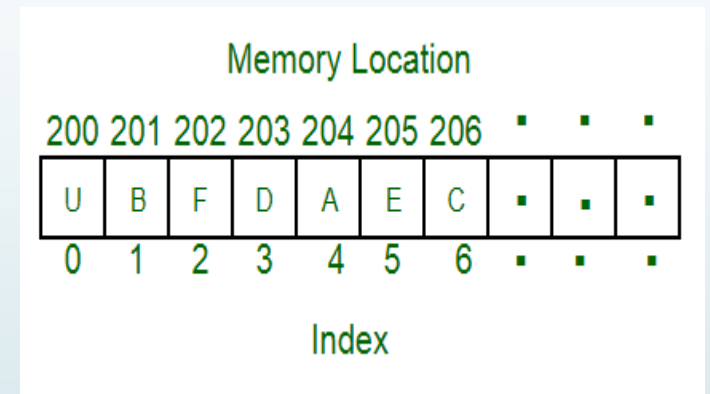 Memory Location
200 201 202 203 204 205 206 . . .
U B F D A E C . . .
0 1 2 3 4 5 6 . . .
Index